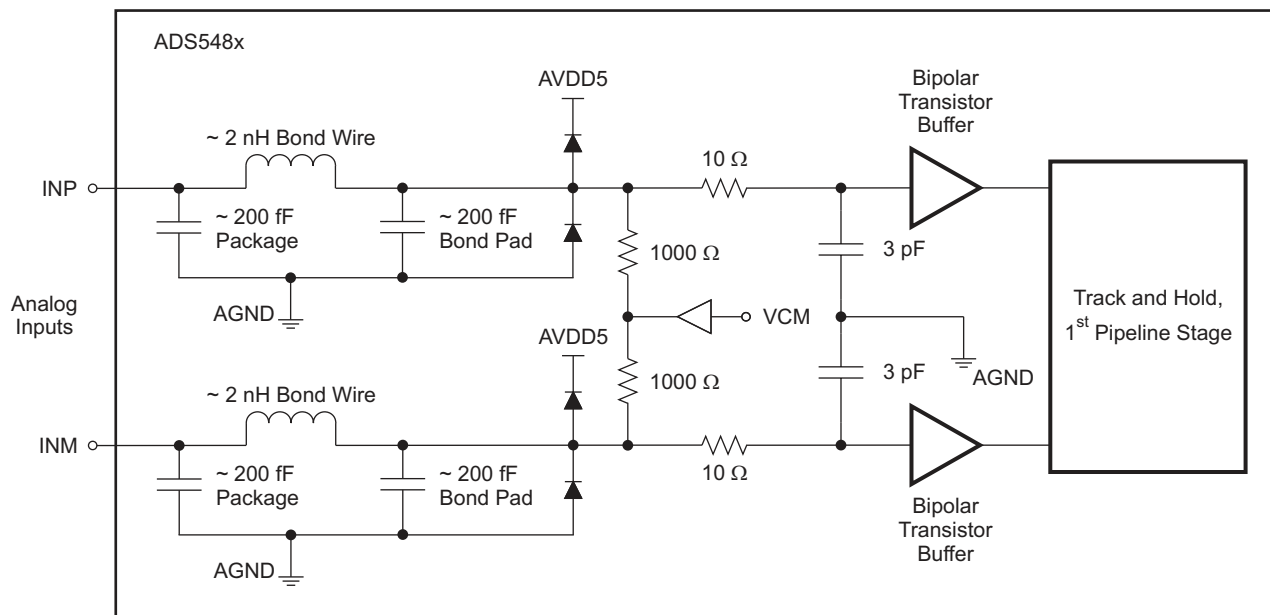 ADS548x
AVDD5
Bipolar
Transistor
Buffer
~ 2 nH Bond Wire
10 Ω
INP
~ 200 fF
Package
~ 200 fF
Bond Pad
1000 Ω
3 pF
Analog
Inputs
AGND
VCM
Track and Hold,
1st Pipeline Stage
AVDD5
1000 Ω
3 pF
AGND
~ 2 nH Bond Wire
INM
10 Ω
~ 200 fF
Package
~ 200 fF
Bond Pad
Bipolar
Transistor
Buffer
AGND